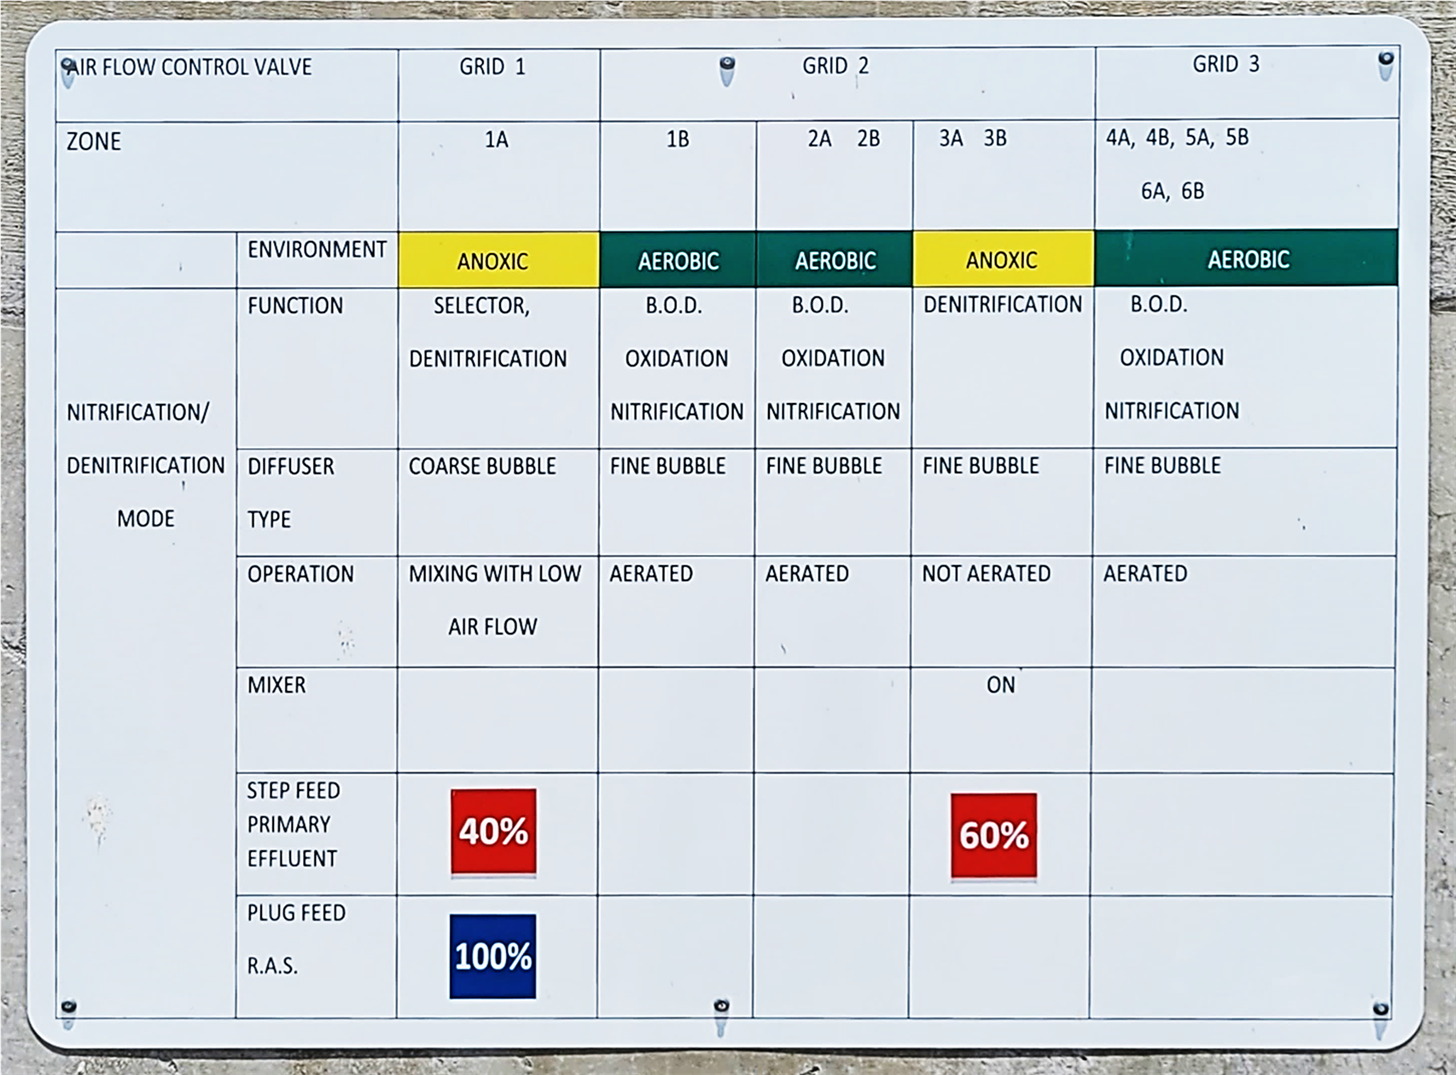 AIR FLOW CONTROL VALVE GRID 1 GRID 2 GRID 3
ZONE 1A 1B 2A 2B 3A 3B 4A, 4B, 5A, 5B
6A, 6B
ENVIRONMENT ANOXIC AEROBIC AEROBIC ANOXIC AEROBIC
FUNCTION SELECTOR, B.O.D. B.O.D. DENITRIFICATION B.O.D.
DENITRIFICATION OXIDATION OXIDATION OXIDATION
NITRIFICATION/ NITRIFICATION NITRIFICATION NITRIFICATION
DENITRIFICATION DIFFUSER COARSE BUBBLE FINE BUBBLE FINE BUBBLE FINE BUBBLE FINE BUBBLE
MODE TYPE
OPERATION MIXING WITH LOW AERATED AERATED NOT AERATED AERATED
AIR FLOW
MIXER ON
STEP FEED
PRIMARY 40% 60%
EFFLUENT
PLUG FEED
100%
R.A.S.